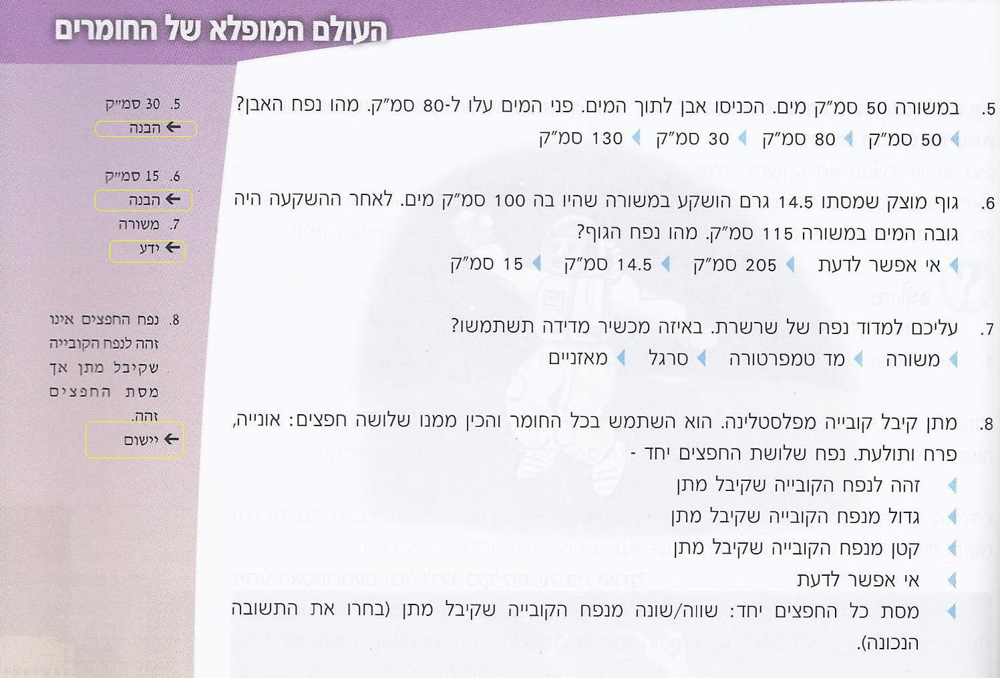 העולם המופלא של החומרים
5. במשורה 50 סמ"ק מים. הכניסו אבן לתוך המים. פני המים עלו ל-80 סמ"ק. מהו נפח האבן?
50 סמ"ק 80 סמ"ק 30 סמ"ק 130 סמ"ק
6. גוף מוצק שמסתו 14.5 גרם הושקע במשורה שהיו בה 100 סמ"ק מים. לאחר ההשקעה היה
גובה המים במשורה 115 סמ"ק. מהו נפח הגוף?
אי אפשר לדעת 205 סמ"ק 14.5 סמ"ק 15 סמ"ק
7. עליכם למדוד נפח של שרשרת. באיזה מכשיר מדידה תשתמשו?
משורה מד טמפרטורה סרגל מאזניים
8. מתן קיבל קובייה מפלסטלינה. הוא השתמש בכל החומר והכין ממנו שלושה חפצים: אונייה,
פרח ותולעת. נפח שלושת החפצים יחד -
זהה לנפח הקובייה שקיבל מתן
גדול מנפח הקובייה שקיבל מתן
קטן מנפח הקובייה שקיבל מתן
אי אפשר לדעת
מסת כל החפצים יחד: שווה/שונה מנפח הקובייה שקיבל מתן (בחרו את התשובה
הנכונה).
5. 30 סמ"ק
← הבנה
6. 15 סמ"ק
← הבנה
7. משורה
← ידע
8. נפח החפצים אינו
זהה לנפח הקובייה
שקיבל מתן אך
מסת החפצים
זהה.
← יישום